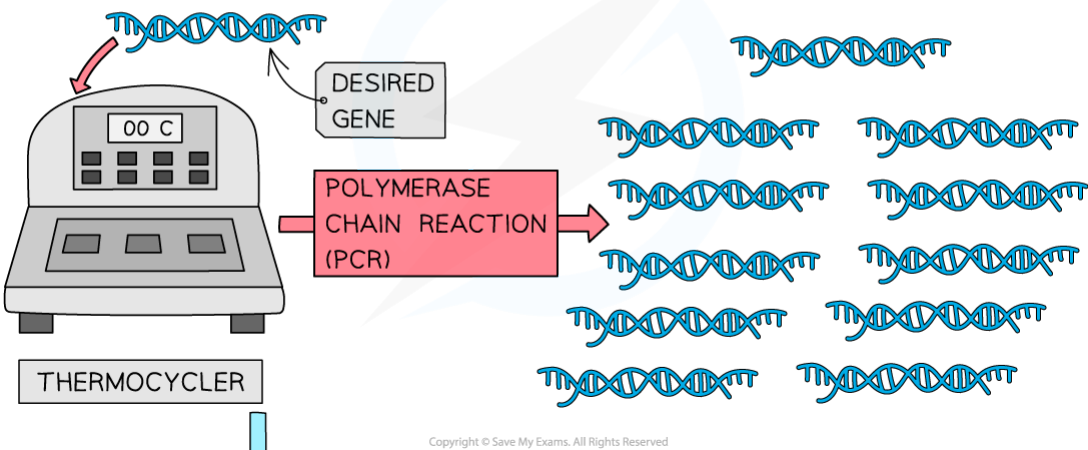 DESIRED
GENE
00 C
POLYMERASE
CHAIN REACTION
(PCR)
THERMOCYCLER
Copyright © Save My Exams. All Rights Reserved